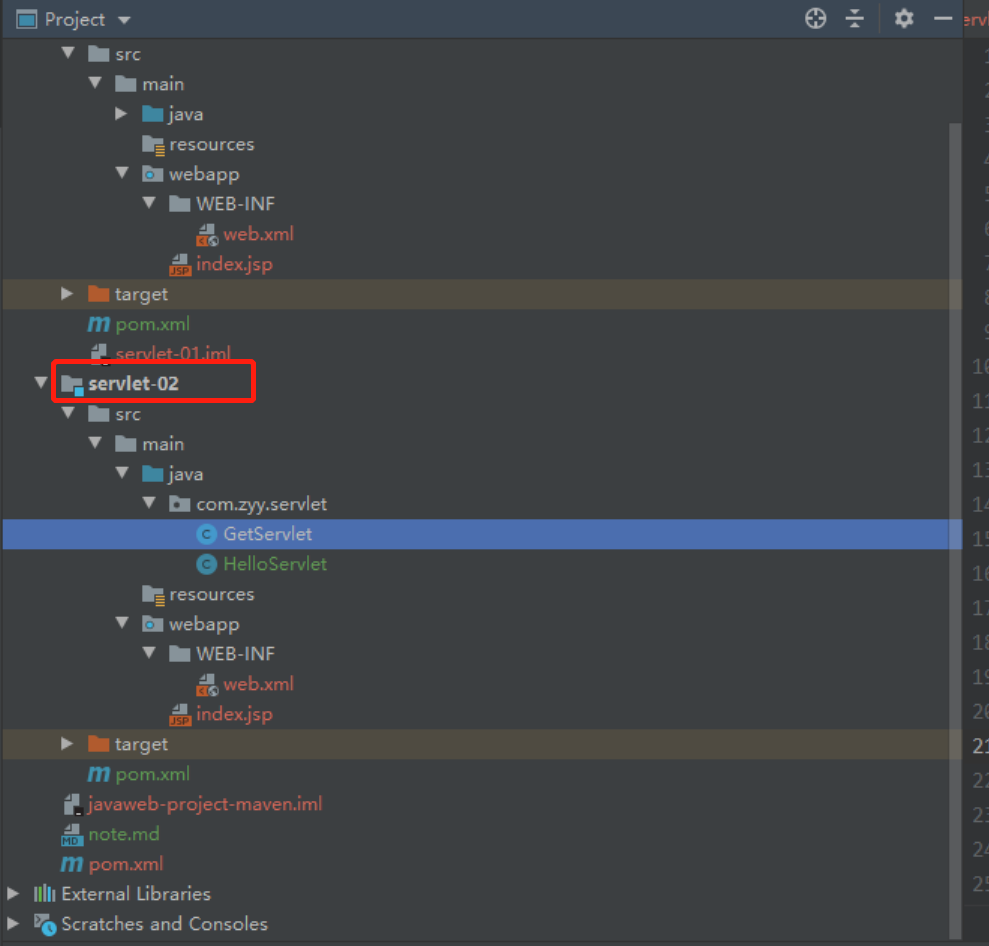 Project
src
main
java
resources
webapp
WEB-INF
web.xml
index.jsp
target
pom.xml
servlet-01.iml
servlet-02
src
main
java
com.zyy.servlet
GetServlet
HelloServlet
resources
webapp
WEB-INF
web.xml
index.jsp
target
pom.xml
javaweb-project-maven.iml
note.md
pom.xml
External Libraries
Scratches and Consoles